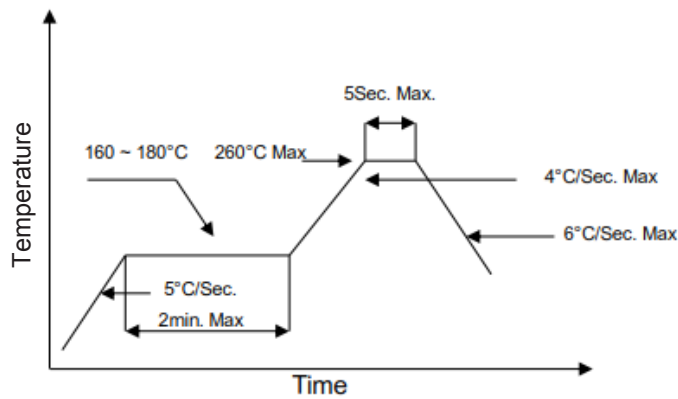 5Sec. Max.
160 ~ 180°C
260°C Max
4°C/Sec. Max
6°C/Sec. Max
5°C/Sec.
2min. Max
Temperature
Time